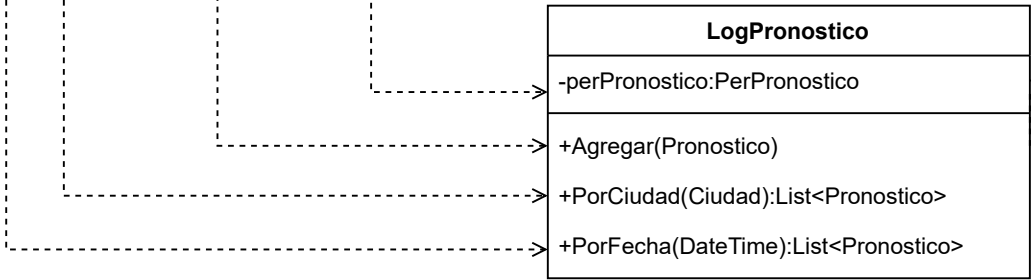 LogPronostico
-perPronostico:PerPronostico
+Agregar(Pronostico)
+PorCiudad(Ciudad):List<Pronostico>
+PorFecha(DateTime):List<Pronostico>